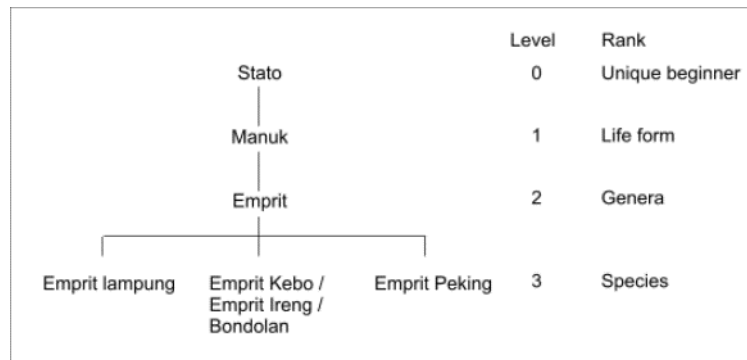 Level Rank
Stato 0 Unique beginner
Manuk 1 Life form
Emprit 2 Genera
Emprit lampung Emprit Kebo / Emprit Peking 3 Species
Emprit Ireng /
Bondolan